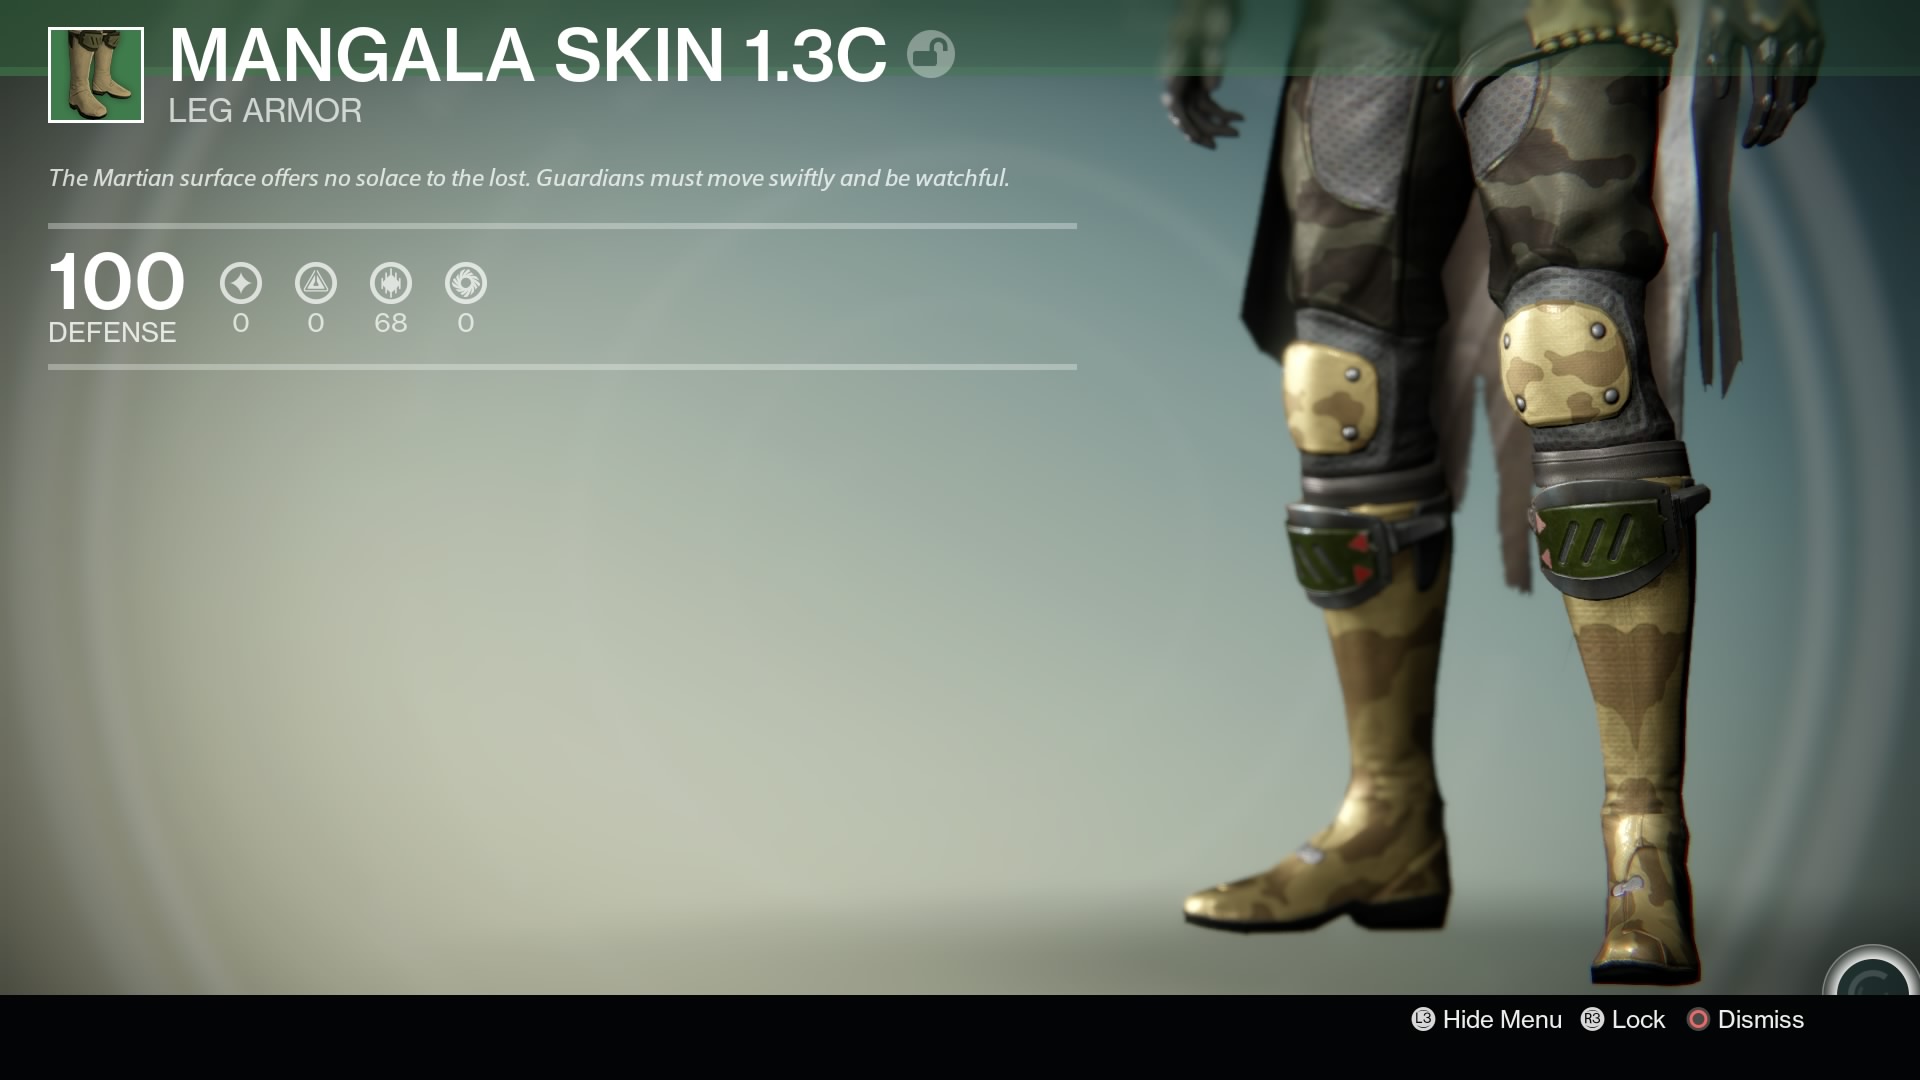 MANGALA SKIN 1.3C
LEG ARMOR
The Martian surface offers no solace to the lost. Guardians must move swiftly and be watchful.
100
DEFENSE
0 0 68 0
L3 Hide Menu R3 Lock Dismiss